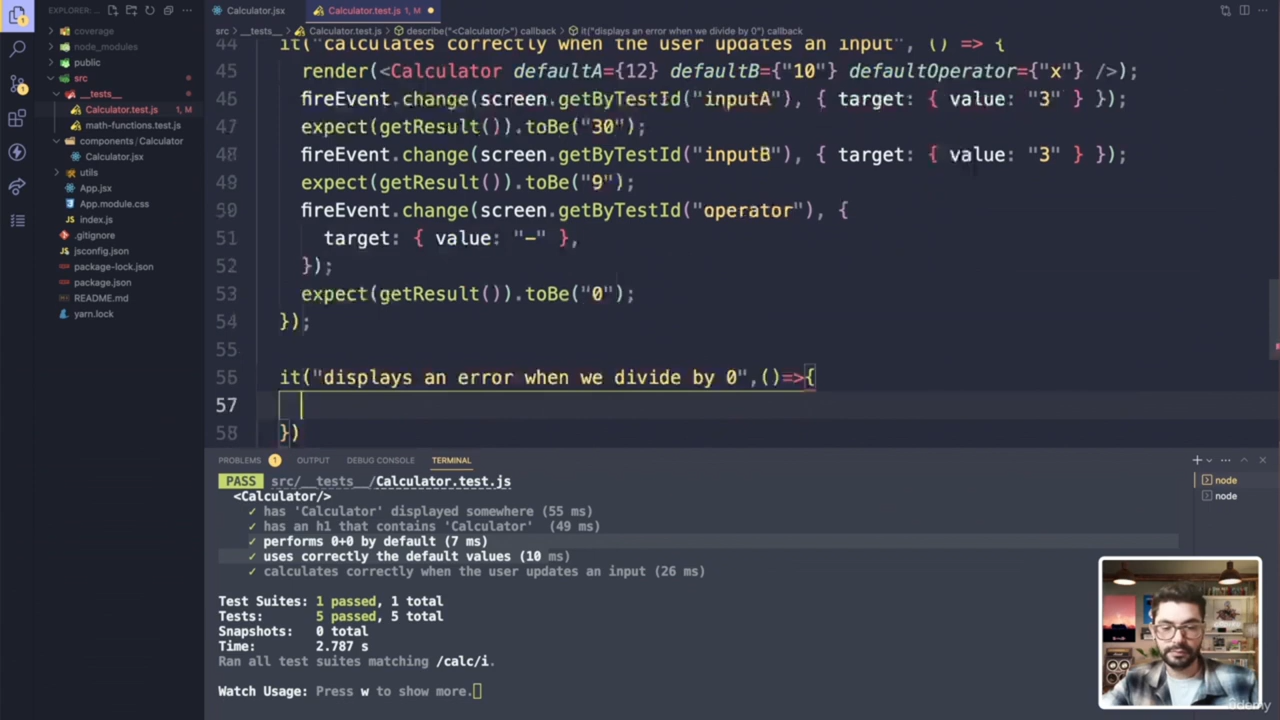 EXPLORER: ...
coverage
node_modules
public
src
__tests__
Calculator.test.js 1, M
math-functions.test.js
components/Calculator
Calculator.jsx
utils
App.jsx
App.module.css
index.js
.gitignore
jsconfig.json
package-lock.json
package.json
README.md
yarn.lock
Calculator.jsx
Calculator.test.js 1, M
src > __tests__ > Calculator.test.js > describe("<Calculator/>") callback > it("displays an error when we divide by 0") callback
44 it("calculates correctly when the user updates an input", () => {
45 render(<Calculator defaultA={12} defaultB={"10"} defaultOperator={"x"} />);
46 fireEvent.change(screen.getByTestId("inputA"), { target: { value: "3" } });
47 expect(getResult()).toBe("30");
48 fireEvent.change(screen.getByTestId("inputB"), { target: { value: "3" } });
49 expect(getResult()).toBe("9");
50 fireEvent.change(screen.getByTestId("operator"), {
51 target: { value: "-" },
52 });
53 expect(getResult()).toBe("0");
54 });
55
56 it("displays an error when we divide by 0",()=>{
57
58 })
PROBLEMS 1 OUTPUT DEBUG CONSOLE TERMINAL
PASS src/__tests__/Calculator.test.js
<Calculator/>
✓ has 'Calculator' displayed somewhere (55 ms)
✓ has an h1 that contains 'Calculator' (49 ms)
✓ performs 0+0 by default (7 ms)
✓ uses correctly the default values (10 ms)
✓ calculates correctly when the user updates an input (26 ms)
Test Suites: 1 passed, 1 total
Tests: 5 passed, 5 total
Snapshots: 0 total
Time: 2.787 s
Ran all test suites matching /calc/i.
Watch Usage: Press w to show more.
node
node
ûdemy